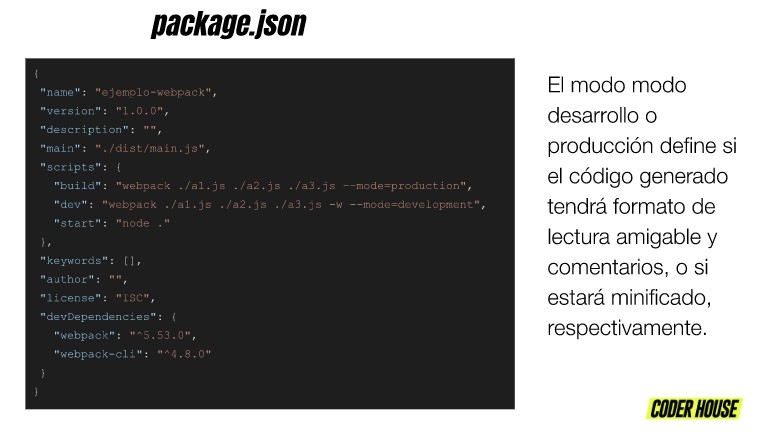 package.json
{
"name": "ejemplo-webpack",
"version": "1.0.0",
"description": "",
"main": "./dist/main.js",
"scripts": {
"build": "webpack ./a1.js ./a2.js ./a3.js --mode=production",
"dev": "webpack ./a1.js ./a2.js ./a3.js -w --mode=development",
"start": "node ."
},
"keywords": [],
"author": "",
"license": "ISC",
"devDependencies": {
"webpack": "^5.53.0",
"webpack-cli": "^4.8.0"
}
}
El modo modo
desarrollo o
producción define si
el código generado
tendrá formato de
lectura amigable y
comentarios, o si
estará minificado,
respectivamente.
CODER HOUSE